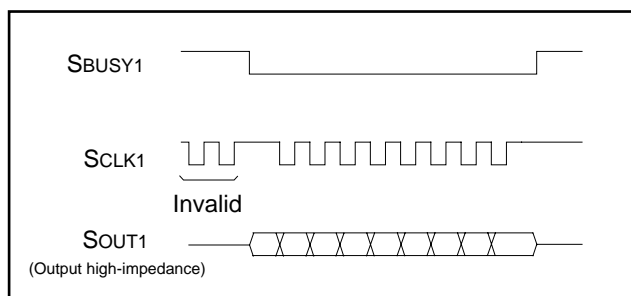 SBUSY1
SCLK1
Invalid
SOUT1
(Output high-impedance)